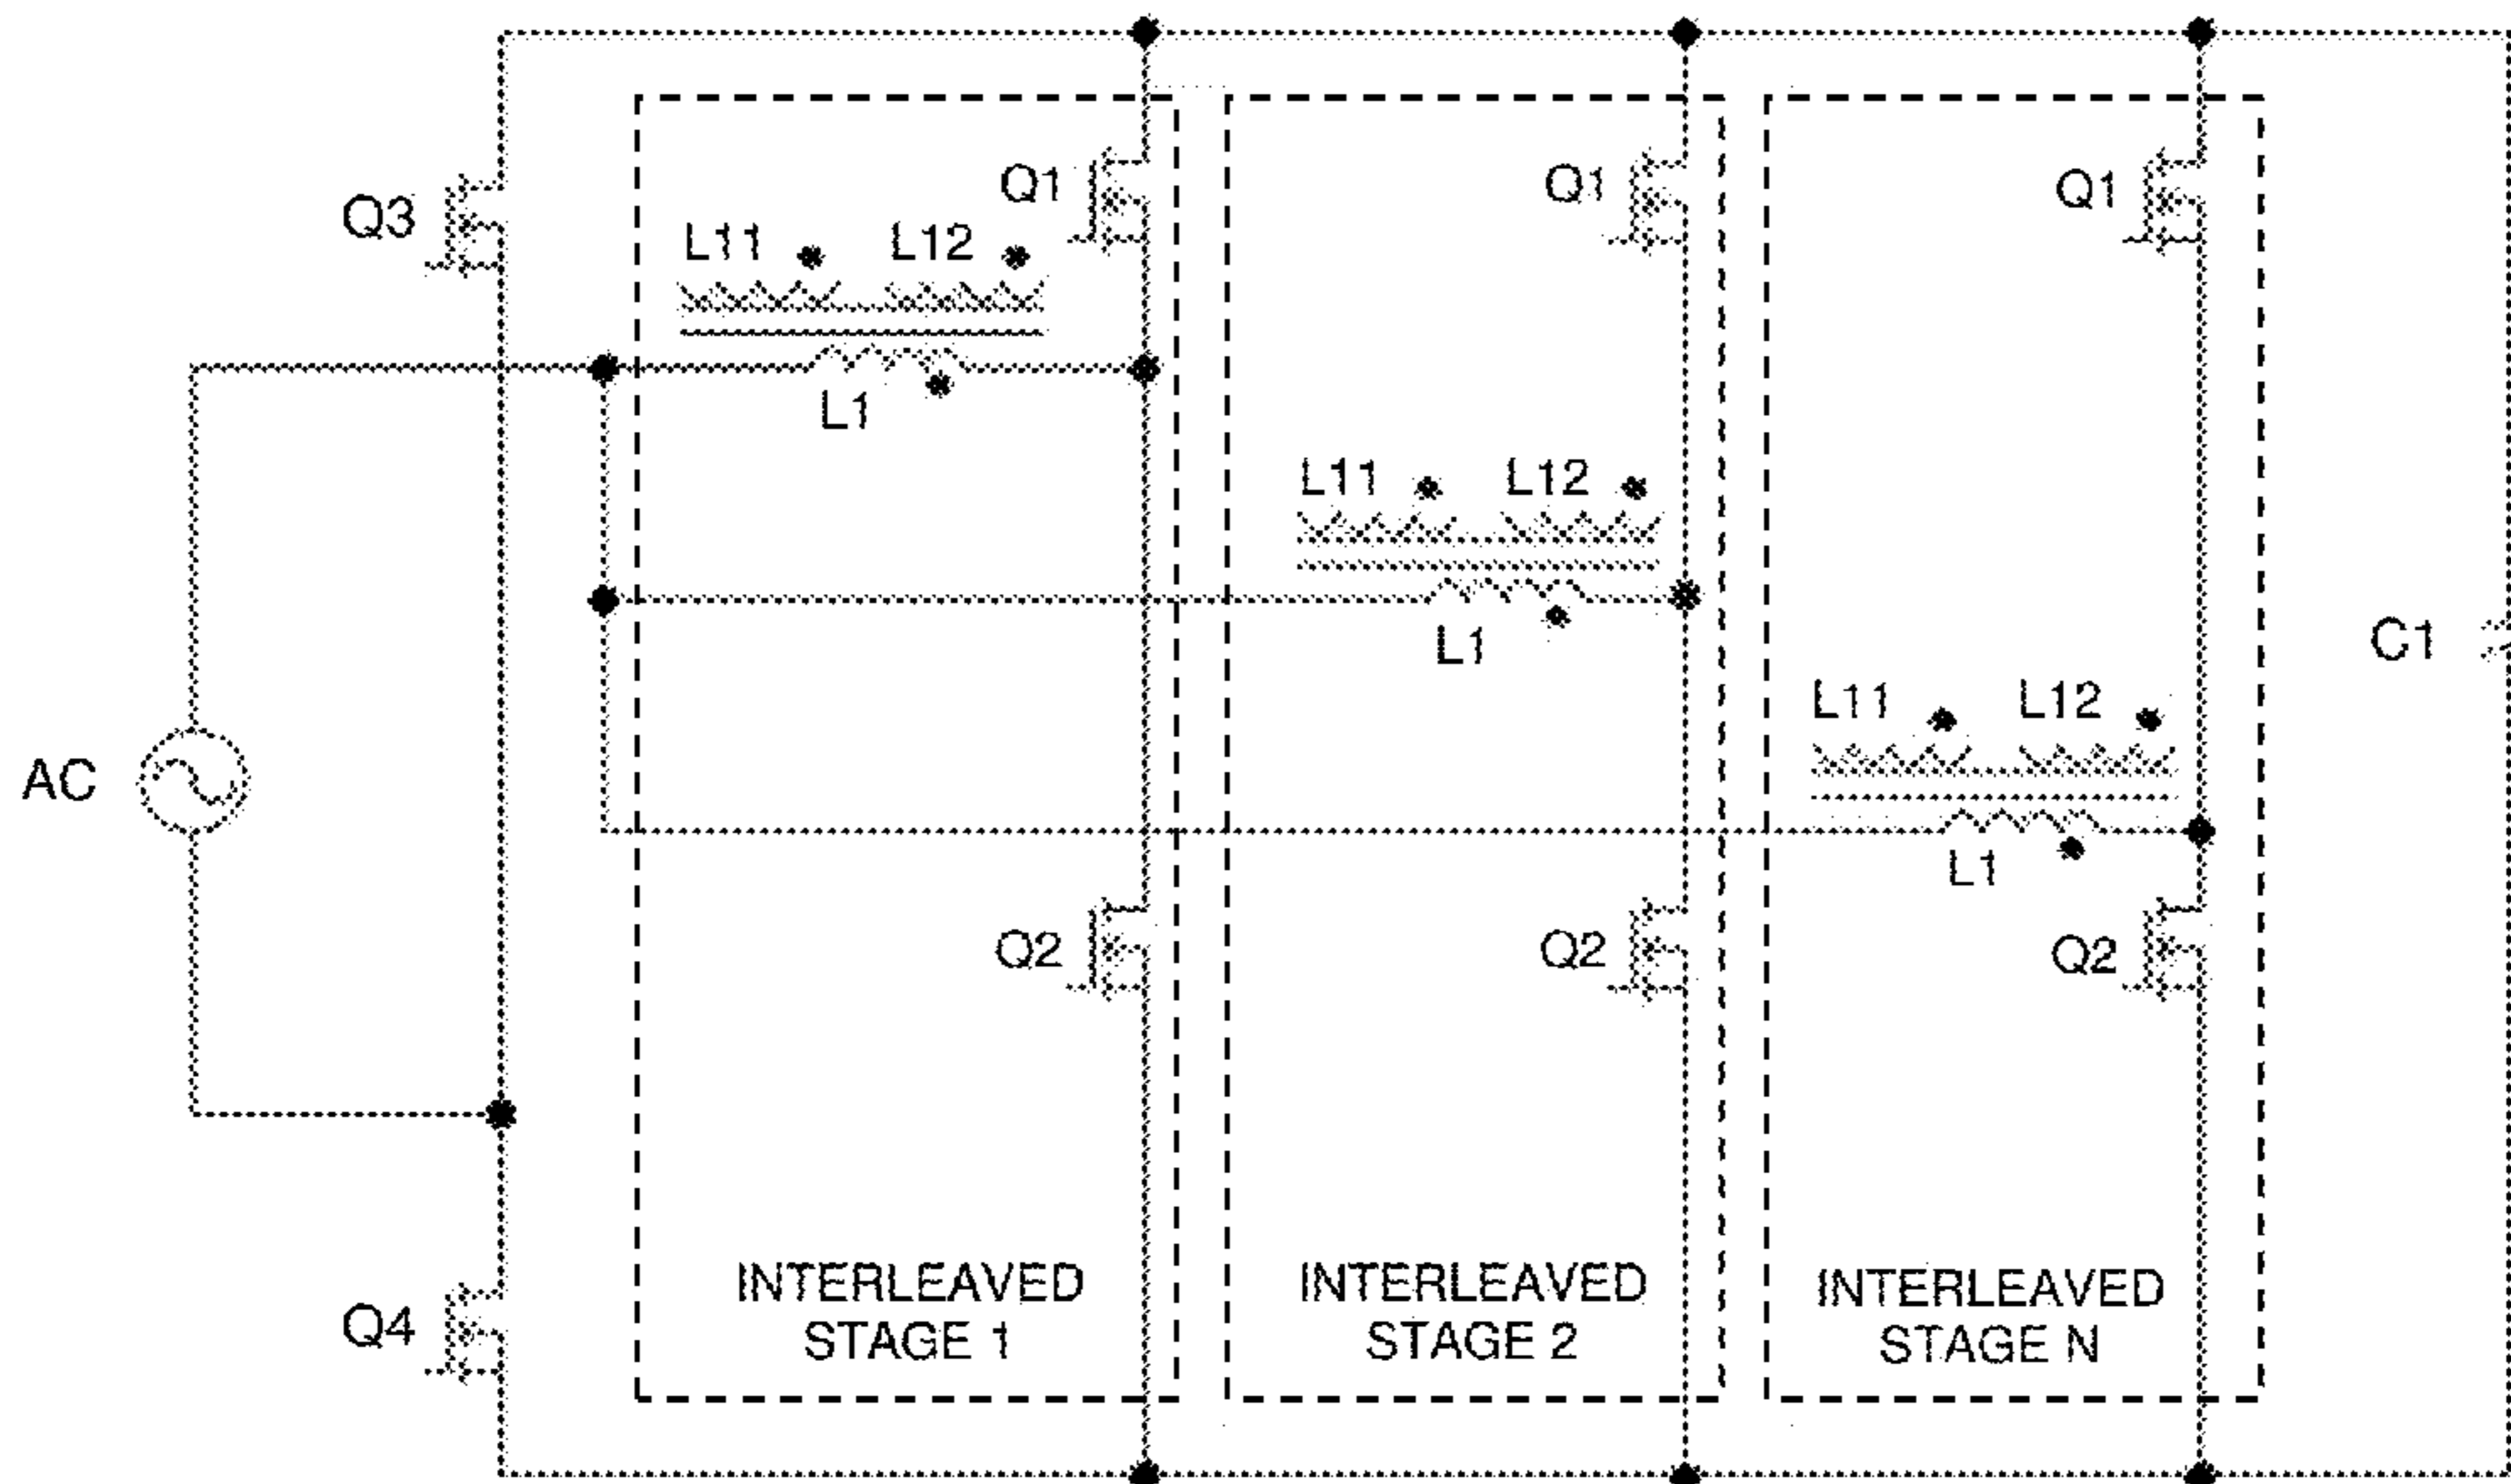 Q3
Q1
Q1
Q1
L11 L12
L1
L11 L12
L1
C1
L11 L12
L1
AC
Q2
Q2
Q2
Q4
INTERLEAVED
STAGE 1
INTERLEAVED
STAGE 2
INTERLEAVED
STAGE N